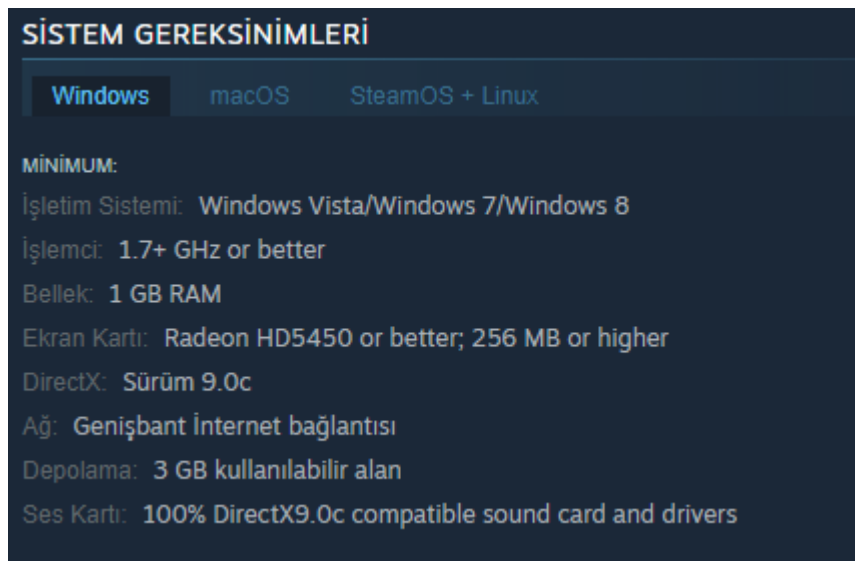 SİSTEM GEREKSİNİMLERİ
Windows macOS SteamOS + Linux
MİNİMUM:
İşletim Sistemi: Windows Vista/Windows 7/Windows 8
İşlemci: 1.7+ GHz or better
Bellek: 1 GB RAM
Ekran Kartı: Radeon HD5450 or better; 256 MB or higher
DirectX: Sürüm 9.0c
Ağ: Genişbant İnternet bağlantısı
Depolama: 3 GB kullanılabilir alan
Ses Kartı: 100% DirectX9.0c compatible sound card and drivers